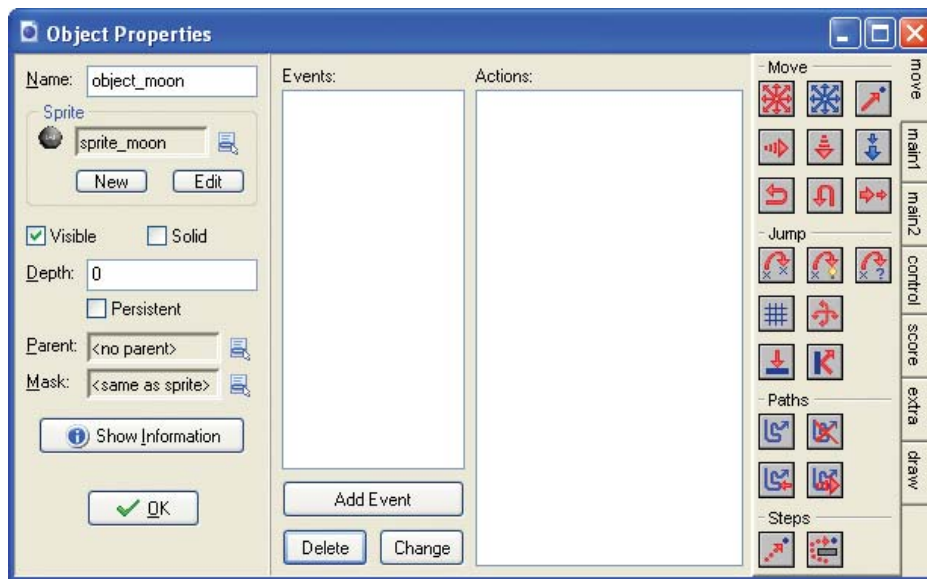 Object Properties
Name: object_moon
Sprite
sprite_moon
New Edit
Visible Solid
Depth: 0
Persistent
Parent: <no parent>
Mask: <same as sprite>
Show Information
OK
Events:
Add Event
Delete Change
Actions:
Move
Jump
Paths
Steps
move
main1
main2
control
score
extra
draw